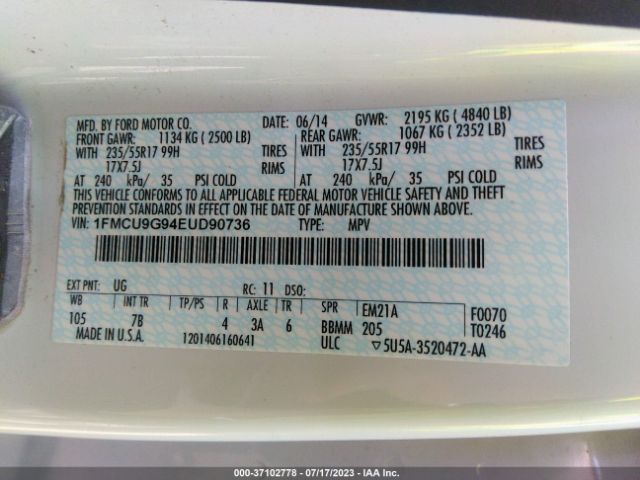 MFD. BY FORD MOTOR CO. DATE: 06/14 GVWR: 2195 KG ( 4840 LB)
FRONT GAWR: 1134 KG ( 2500 LB) REAR GAWR: 1067 KG ( 2352 LB)
WITH 235/55R17 99H TIRES WITH 235/55R17 99H TIRES
17X7.5J RIMS 17X7.5J RIMS
AT 240 kPa/ 35 PSI COLD AT 240 kPa/ 35 PSI COLD
THIS VEHICLE CONFORMS TO ALL APPLICABLE FEDERAL MOTOR VEHICLE SAFETY AND THEFT
PREVENTION STANDARDS IN EFFECT ON THE DATE OF MANUFACTURE SHOWN ABOVE.
VIN: 1FMCU9G94EUD90736 TYPE: MPV
EXT PNT: UG RC: 11 DSO:
WB INT TR TP/PS R AXLE TR SPR EM21A F0070
105 7B 4 3A 6 BBMM 205 T0246
MADE IN U.S.A. 1201406160641 ULC ▽5U5A-3520472-AA
000-37102778 - 07/17/2023 - IAA Inc.